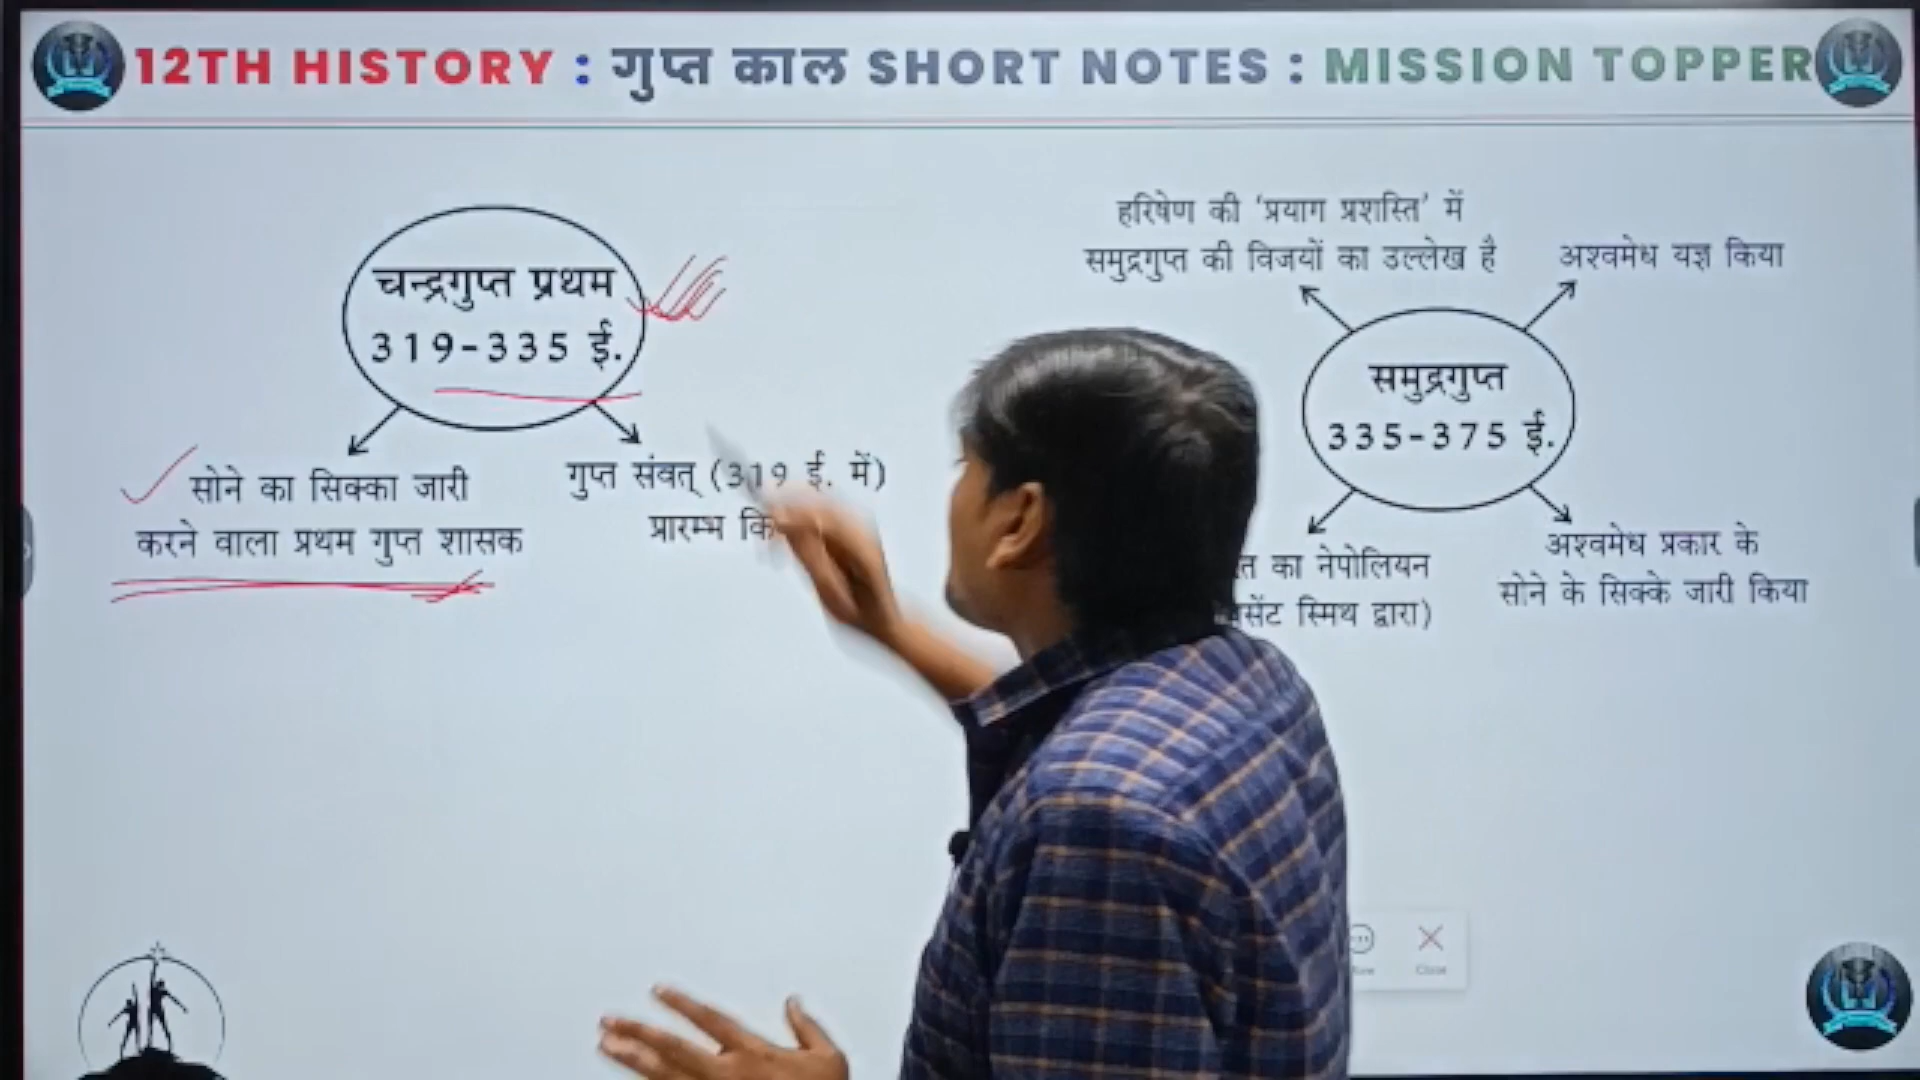 12TH HISTORY : गुप्त काल SHORT NOTES : MISSION TOPPER
चन्द्रगुप्त प्रथम
319-335 ई.
सोने का सिक्का जारी
करने वाला प्रथम गुप्त शासक
गुप्त संवत् (319 ई. में)
प्रारम्भ
हरिषेण की ‘प्रयाग प्रशस्ति’ में
समुद्रगुप्त की विजयों का उल्लेख है
अश्वमेध यज्ञ किया
समुद्रगुप्त
335-375 ई.
का नेपोलियन
स्मिथ द्वारा)
अश्वमेध प्रकार के
सोने के सिक्के जारी किया
Close